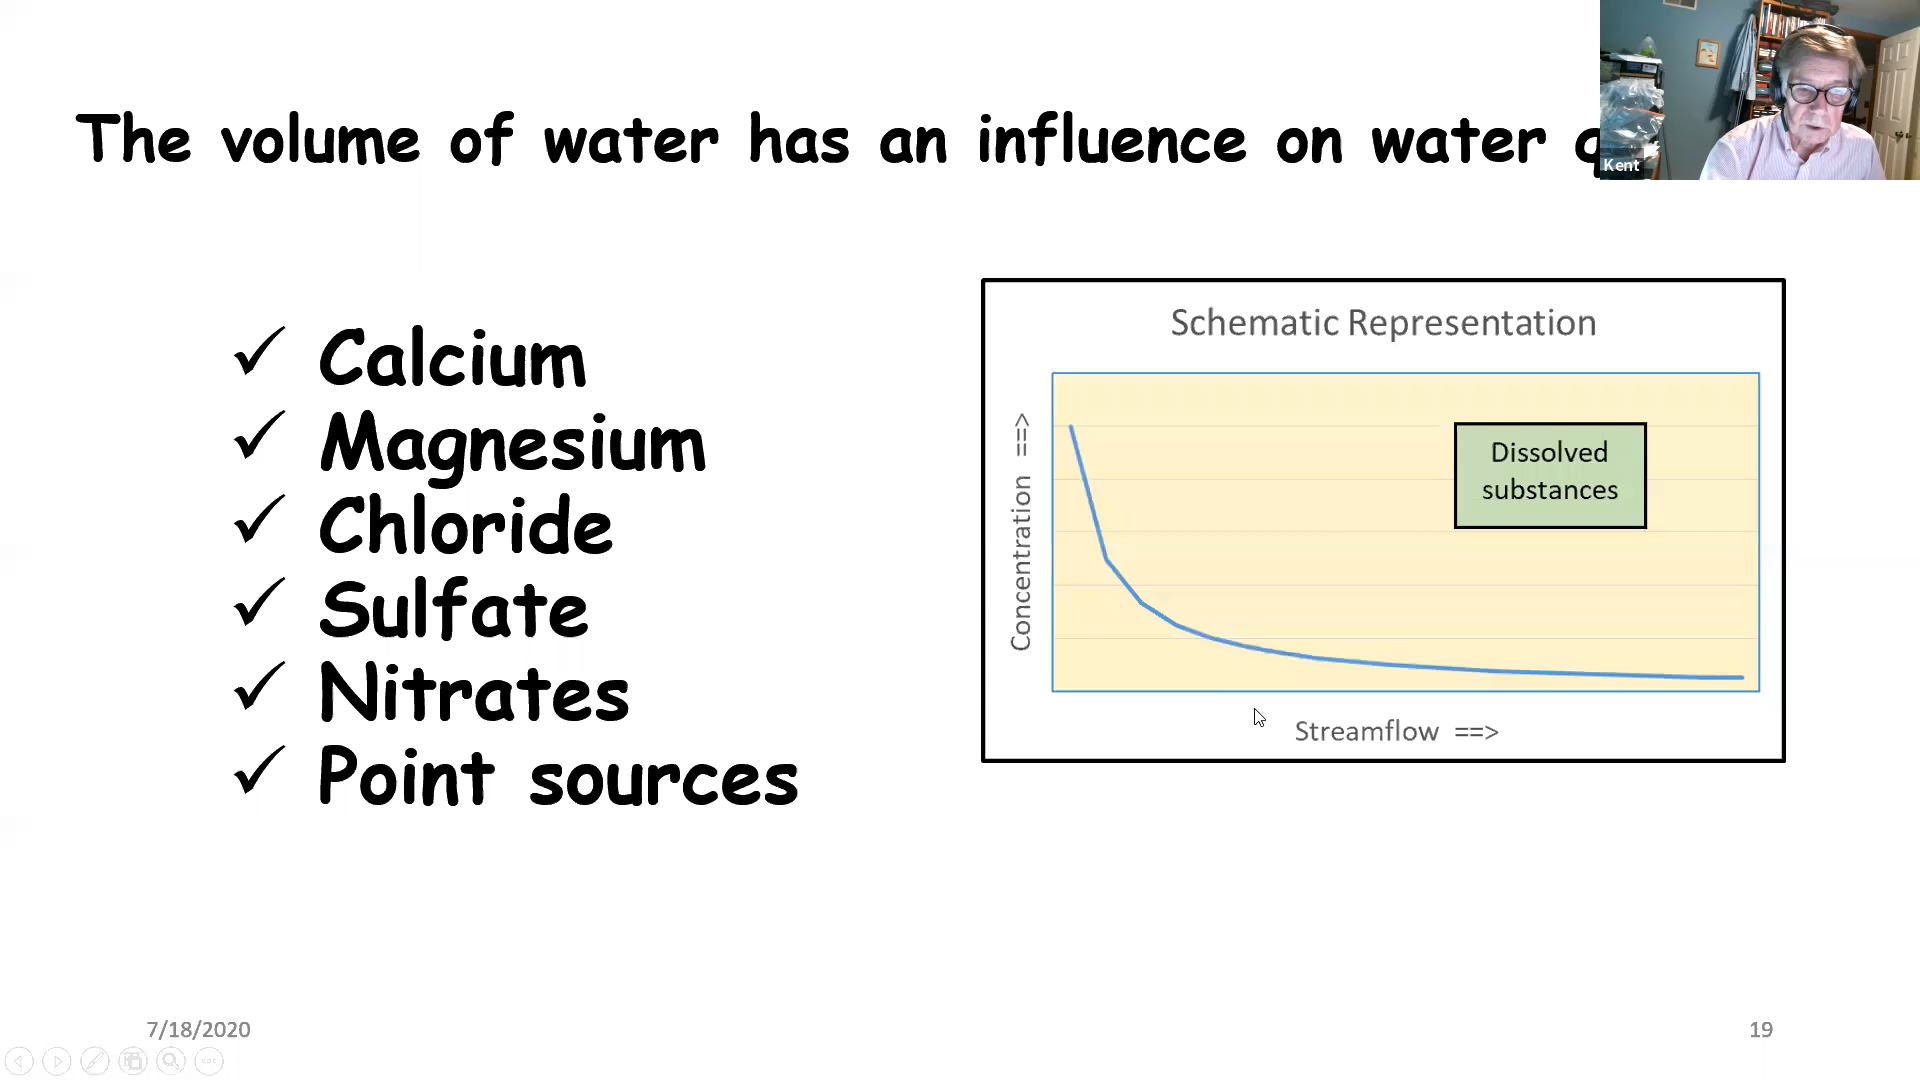 The volume of water has an influence on water
Kent
✓ Calcium
✓ Magnesium
✓ Chloride
✓ Sulfate
✓ Nitrates
✓ Point sources
Schematic Representation
Dissolved
substances
Concentration ==>
Streamflow ==>
7/18/2020
19